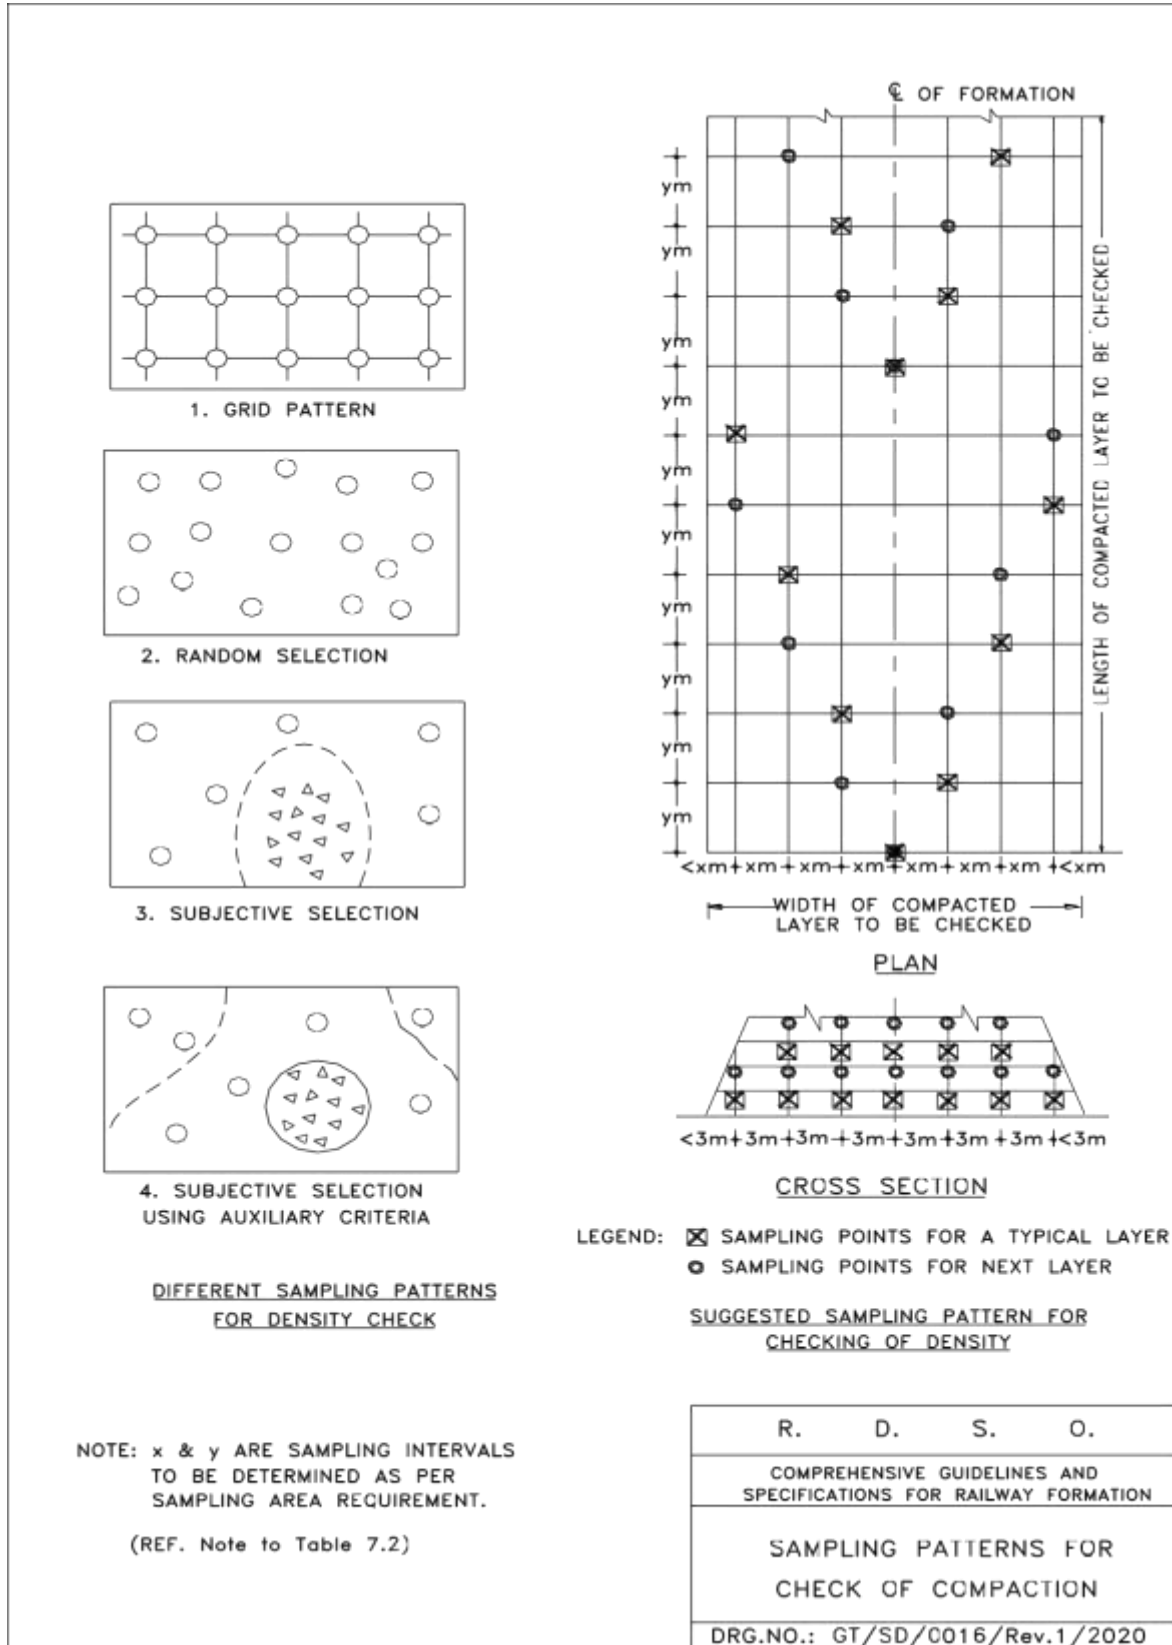 ℄ OF FORMATION
ym
ym
ym
ym
ym
ym
ym
ym
ym
ym
LENGTH OF COMPACTED LAYER TO BE CHECKED
<xm+xm+xm+xm+xm+xm+xm+<xm
WIDTH OF COMPACTED
LAYER TO BE CHECKED
PLAN
<3m+3m+3m+3m+3m+3m+3m+<3m
CROSS SECTION
LEGEND: SAMPLING POINTS FOR A TYPICAL LAYER
SAMPLING POINTS FOR NEXT LAYER
SUGGESTED SAMPLING PATTERN FOR
CHECKING OF DENSITY
1. GRID PATTERN
2. RANDOM SELECTION
3. SUBJECTIVE SELECTION
4. SUBJECTIVE SELECTION
USING AUXILIARY CRITERIA
DIFFERENT SAMPLING PATTERNS
FOR DENSITY CHECK
NOTE: x & y ARE SAMPLING INTERVALS
TO BE DETERMINED AS PER
SAMPLING AREA REQUIREMENT.
(REF. Note to Table 7.2)
R. D. S. O.
COMPREHENSIVE GUIDELINES AND
SPECIFICATIONS FOR RAILWAY FORMATION
SAMPLING PATTERNS FOR
CHECK OF COMPACTION
DRG.NO.: GT/SD/0016/Rev.1/2020